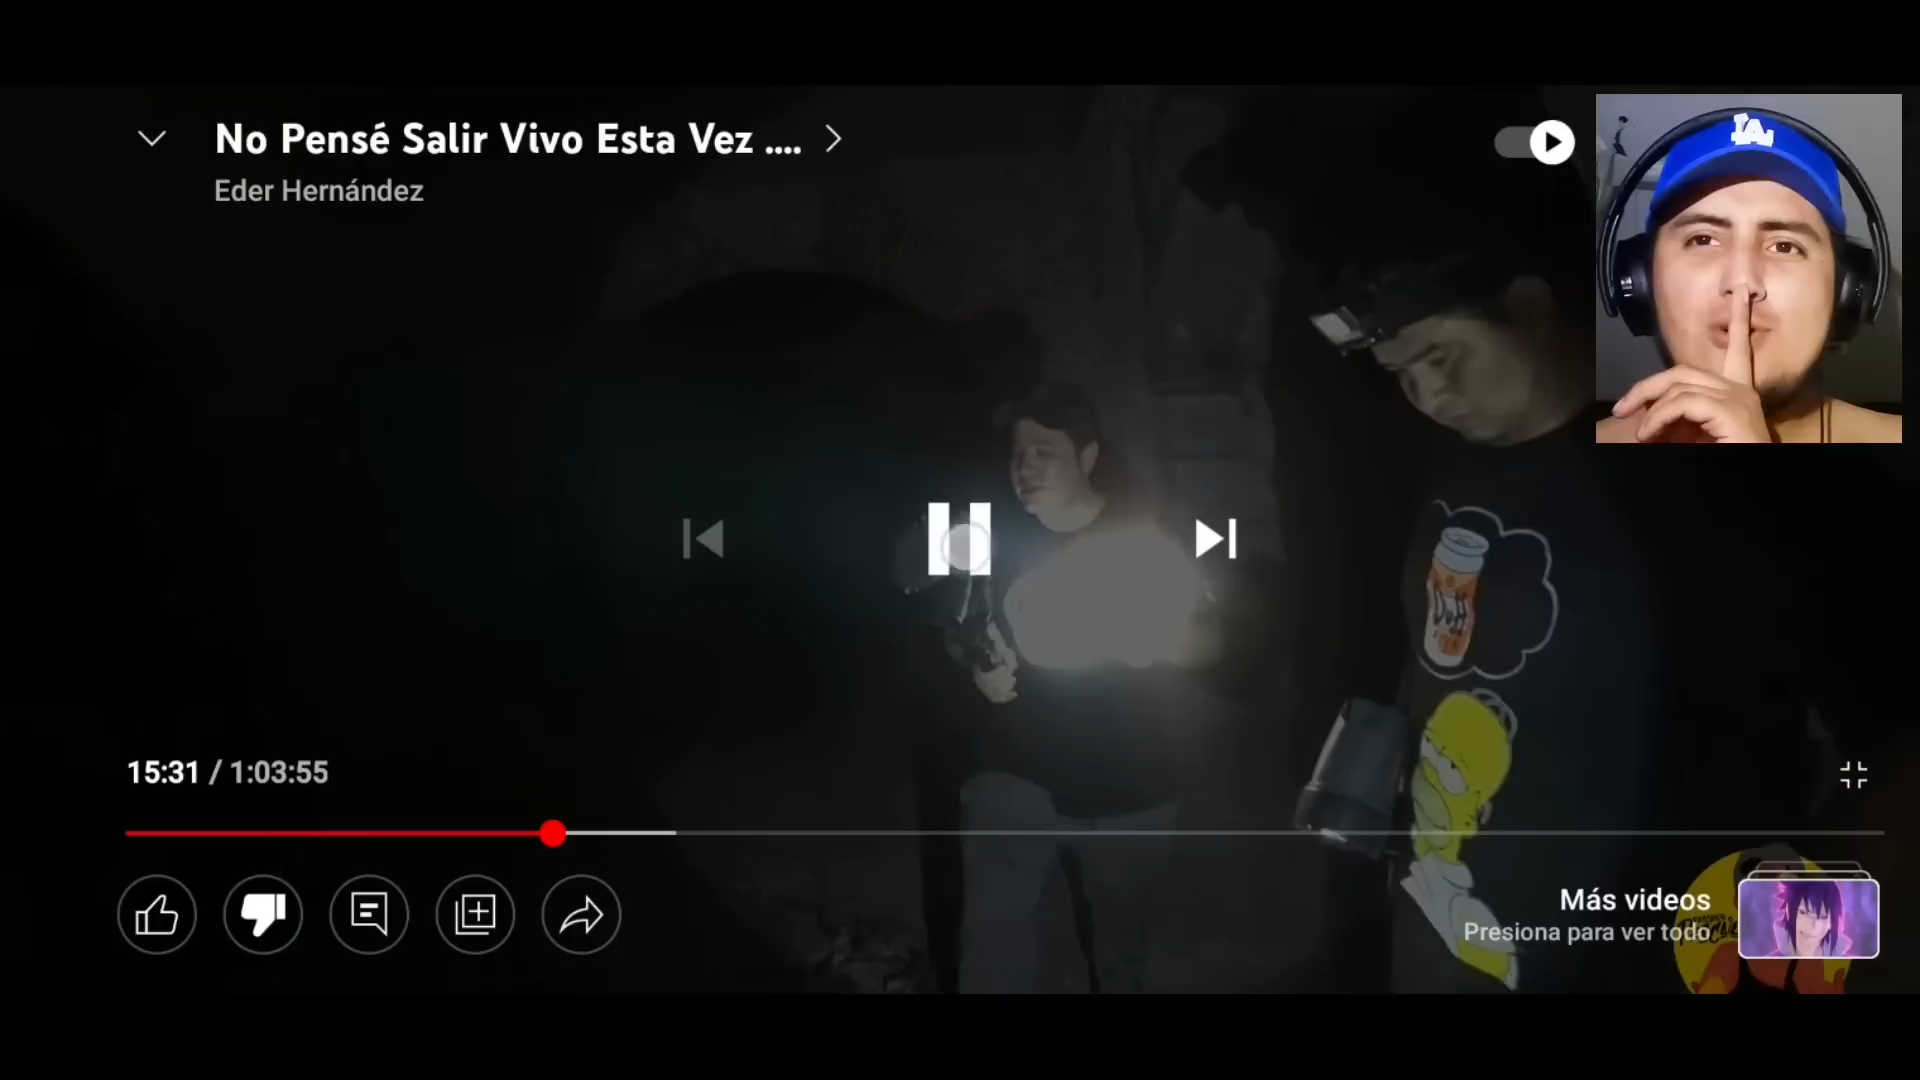 No Pensé Salir Vivo Esta Vez ....
Eder Hernández
LA
Duff
15:31 / 1:03:55
Más videos
Presiona para ver todo